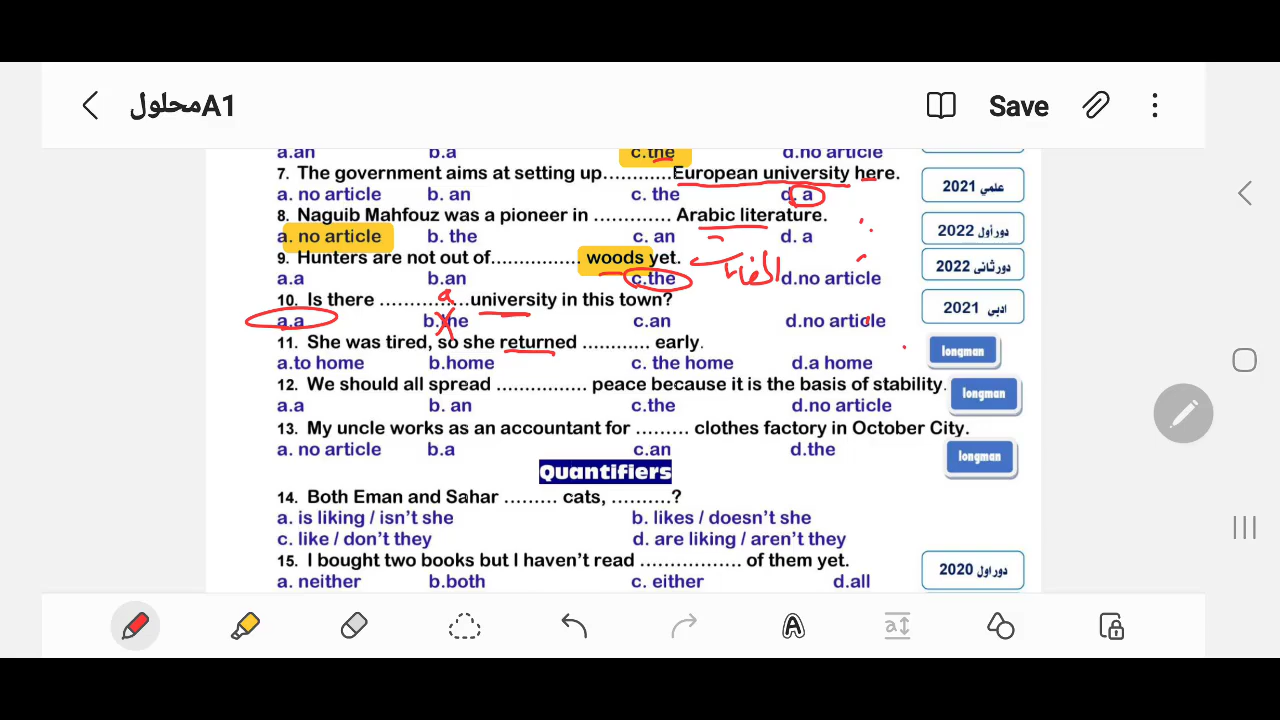 محلول A1
Save
a.an b.a c.the d.no article
7. The government aims at setting up............European university here.
علمي 2021
a. no article b. an c. the d. a
8. Naguib Mahfouz was a pioneer in ............. Arabic literature.
دور أول 2022
a. no article b. the c. an d. a
9. Hunters are not out of............... woods yet.
دور ثانى 2022
a.a b.an c.the d.no article
10. Is there ...............university in this town?
a
ادبى 2021
a.a b.the c.an d.no article
11. She was tired, so she returned ........... early.
longman
a.to home b.home c. the home d.a home
12. We should all spread ............... peace because it is the basis of stability.
longman
a.a b. an c.the d.no article
13. My uncle works as an accountant for ......... clothes factory in October City.
longman
a. no article b.a c.an d.the
Quantifiers
14. Both Eman and Sahar ......... cats, ..........?
a. is liking / isn't she b. likes / doesn't she
c. like / don't they d. are liking / aren't they
15. I bought two books but I haven't read ................. of them yet.
دور اول 2020
a. neither b.both c. either d.all